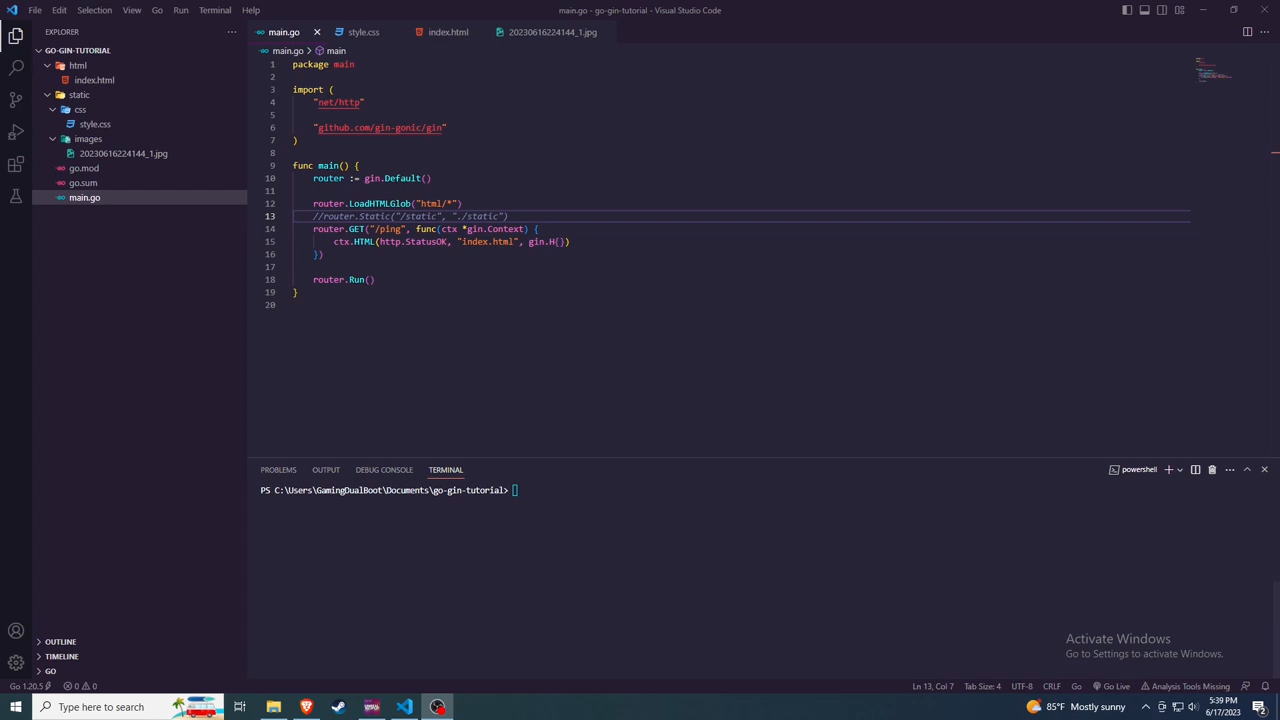 File Edit Selection View Go Run Terminal Help
main.go - go-gin-tutorial - Visual Studio Code
EXPLORER
GO-GIN-TUTORIAL
html
index.html
static
css
style.css
images
20230616224144_1.jpg
go.mod
go.sum
main.go
OUTLINE
TIMELINE
GO
main.go style.css index.html 20230616224144_1.jpg
main.go > main
1 package main
2
3 import (
4 "net/http"
5
6 "github.com/gin-gonic/gin"
7 )
8
9 func main() {
10 router := gin.Default()
11
12 router.LoadHTMLGlob("html/*")
13 //router.Static("/static", "./static")
14 router.GET("/ping", func(ctx *gin.Context) {
15 ctx.HTML(http.StatusOK, "index.html", gin.H{})
16 })
17
18 router.Run()
19 }
20
PROBLEMS OUTPUT DEBUG CONSOLE TERMINAL
powershell
PS C:\Users\GamingDualBoot\Documents\go-gin-tutorial>
Activate Windows
Go to Settings to activate Windows.
Go 1.20.5 0 0 Ln 13, Col 7 Tab Size: 4 UTF-8 CRLF Go Go Live Analysis Tools Missing
Type here to search
85°F Mostly sunny
5:39 PM
6/17/2023
2